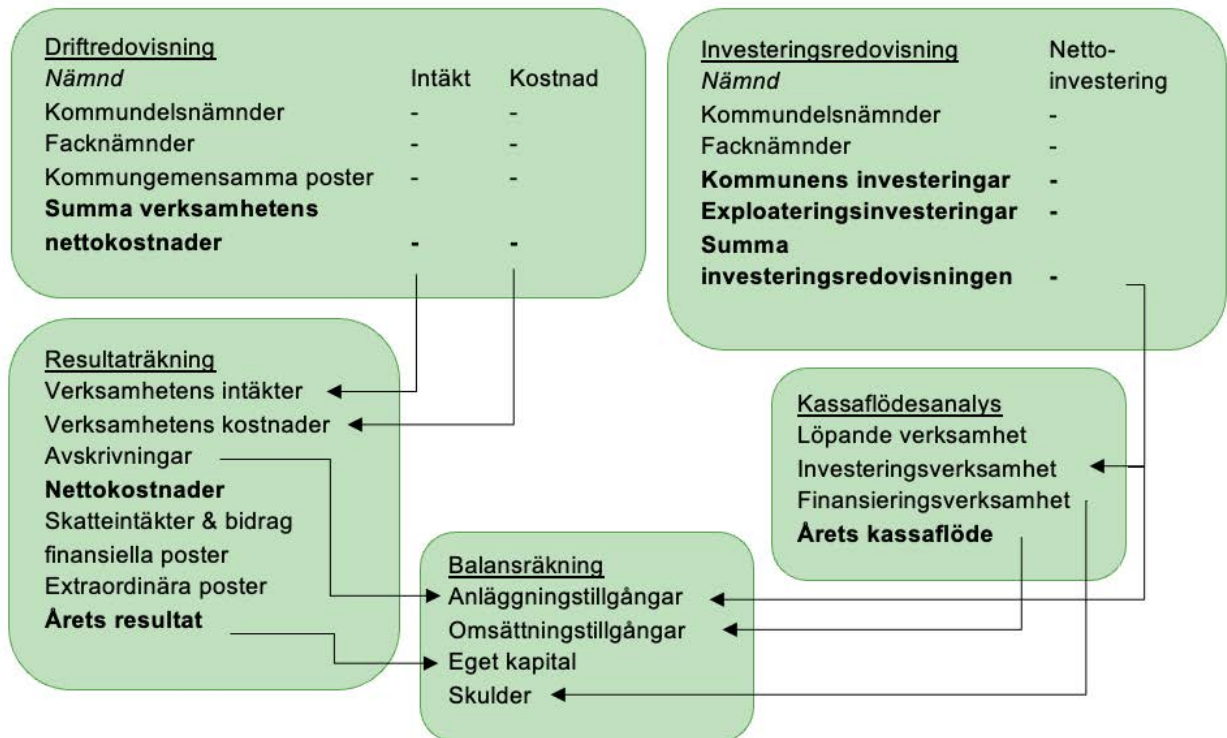 Driftredovisning
Nämnd Intäkt Kostnad
Kommundelsnämnder - -
Facknämnder - -
Kommungemensamma poster - -
Summa verksamhetens
nettokostnader - -
Investeringsredovisning Netto-
Nämnd investering
Kommundelsnämnder -
Facknämnder -
Kommunens investeringar -
Exploateringsinvesteringar -
Summa
investeringsredovisningen -
Resultaträkning
Verksamhetens intäkter
Verksamhetens kostnader
Avskrivningar
Nettokostnader
Skatteintäkter & bidrag
finansiella poster
Extraordinära poster
Årets resultat
Kassaflödesanalys
Löpande verksamhet
Investeringsverksamhet
Finansieringsverksamhet
Årets kassaflöde
Balansräkning
Anläggningstillgångar
Omsättningstillgångar
Eget kapital
Skulder